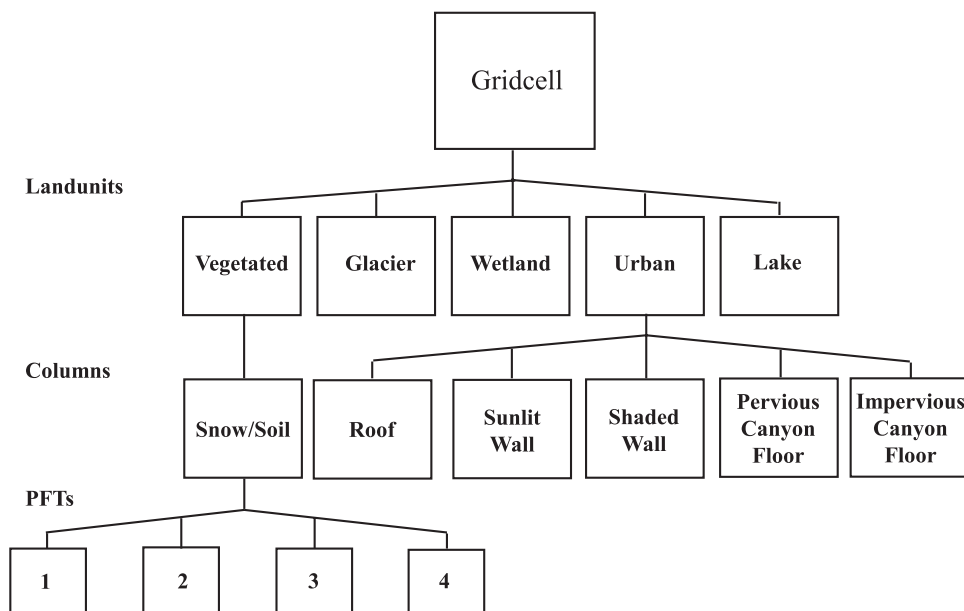 Gridcell
Landunits
Vegetated
Glacier
Wetland
Urban
Lake
Columns
Snow/Soil
Roof
Sunlit
Wall
Shaded
Wall
Pervious
Canyon
Floor
Impervious
Canyon
Floor
PFTs
1
2
3
4